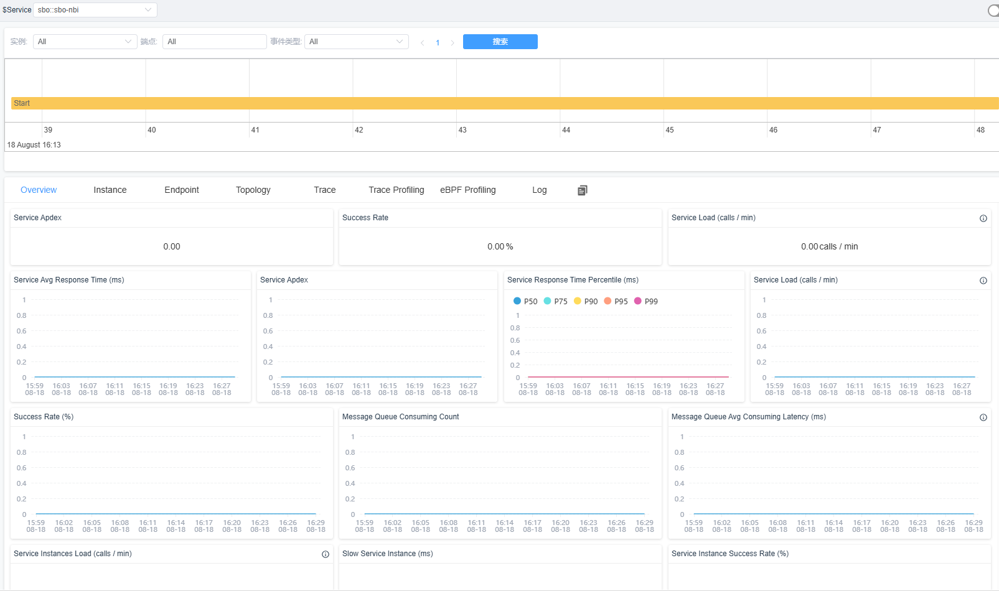 $Service sbo::sbo-nbi
实例: All 端点: All 事件类型: All 1 搜索
Start
39 40 41 42 43 44 45 46 47 48
18 August 16:13
Overview Instance Endpoint Topology Trace Trace Profiling eBPF Profiling Log
Service Apdex Success Rate Service Load (calls / min)
0.00 0.00 % 0.00 calls / min
Service Avg Response Time (ms)
1
0.8
0.6
0.4
0.2
0
15:59 16:03 16:07 16:11 16:15 16:19 16:23 16:27
08-18 08-18 08-18 08-18 08-18 08-18 08-18 08-18
Service Apdex
1
0.8
0.6
0.4
0.2
0
15:59 16:03 16:07 16:11 16:15 16:19 16:23 16:27
08-18 08-18 08-18 08-18 08-18 08-18 08-18 08-18
Service Response Time Percentile (ms)
P50 P75 P90 P95 P99
1
0.8
0.6
0.4
0.2
0
15:59 16:03 16:07 16:11 16:15 16:19 16:23 16:27
08-18 08-18 08-18 08-18 08-18 08-18 08-18 08-18
Service Load (calls / min)
1
0.8
0.6
0.4
0.2
0
15:59 16:03 16:07 16:11 16:15 16:19 16:23 16:27
08-18 08-18 08-18 08-18 08-18 08-18 08-18 08-18
Success Rate (%)
1
0.8
0.6
0.4
0.2
0
15:59 16:02 16:05 16:08 16:11 16:14 16:17 16:20 16:23 16:26 16:29
08-18 08-18 08-18 08-18 08-18 08-18 08-18 08-18 08-18 08-18 08-18
Message Queue Consuming Count
1
0.8
0.6
0.4
0.2
0
15:59 16:02 16:05 16:08 16:11 16:14 16:17 16:20 16:23 16:26 16:29
08-18 08-18 08-18 08-18 08-18 08-18 08-18 08-18 08-18 08-18 08-18
Message Queue Avg Consuming Latency (ms)
1
0.8
0.6
0.4
0.2
0
15:59 16:02 16:05 16:08 16:11 16:14 16:17 16:20 16:23 16:26 16:29
08-18 08-18 08-18 08-18 08-18 08-18 08-18 08-18 08-18 08-18 08-18
Service Instances Load (calls / min) Slow Service Instance (ms) Service Instance Success Rate (%)